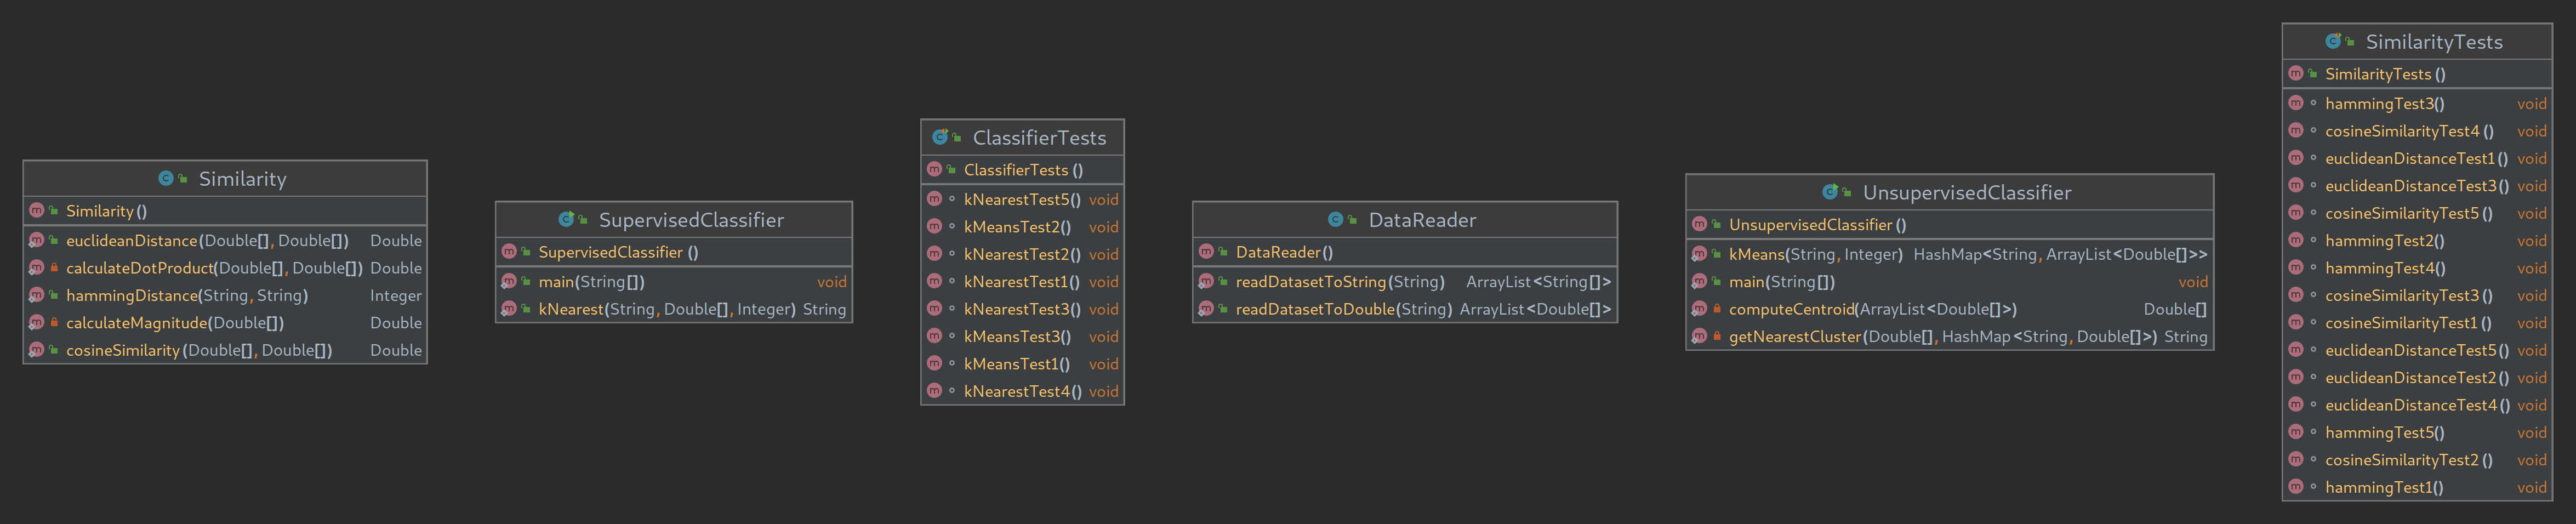 Similarity
Similarity()
euclideanDistance(Double[], Double[]) Double
calculateDotProduct(Double[], Double[]) Double
hammingDistance(String, String) Integer
calculateMagnitude(Double[]) Double
cosineSimilarity(Double[], Double[]) Double
SupervisedClassifier
SupervisedClassifier()
main(String[]) void
kNearest(String, Double[], Integer) String
ClassifierTests
ClassifierTests()
kNearestTest5() void
kMeansTest2() void
kNearestTest2() void
kNearestTest1() void
kNearestTest3() void
kMeansTest3() void
kMeansTest1() void
kNearestTest4() void
DataReader
DataReader()
readDatasetToString(String) ArrayList<String[]>
readDatasetToDouble(String) ArrayList<Double[]>
UnsupervisedClassifier
UnsupervisedClassifier()
kMeans(String, Integer) HashMap<String, ArrayList<Double[]>>
main(String[]) void
computeCentroid(ArrayList<Double[]>) Double[]
getNearestCluster(Double[], HashMap<String, Double[]>) String
SimilarityTests
SimilarityTests()
hammingTest3() void
cosineSimilarityTest4() void
euclideanDistanceTest1() void
euclideanDistanceTest3() void
cosineSimilarityTest5() void
hammingTest2() void
hammingTest4() void
cosineSimilarityTest3() void
cosineSimilarityTest1() void
euclideanDistanceTest5() void
euclideanDistanceTest2() void
euclideanDistanceTest4() void
hammingTest5() void
cosineSimilarityTest2() void
hammingTest1() void